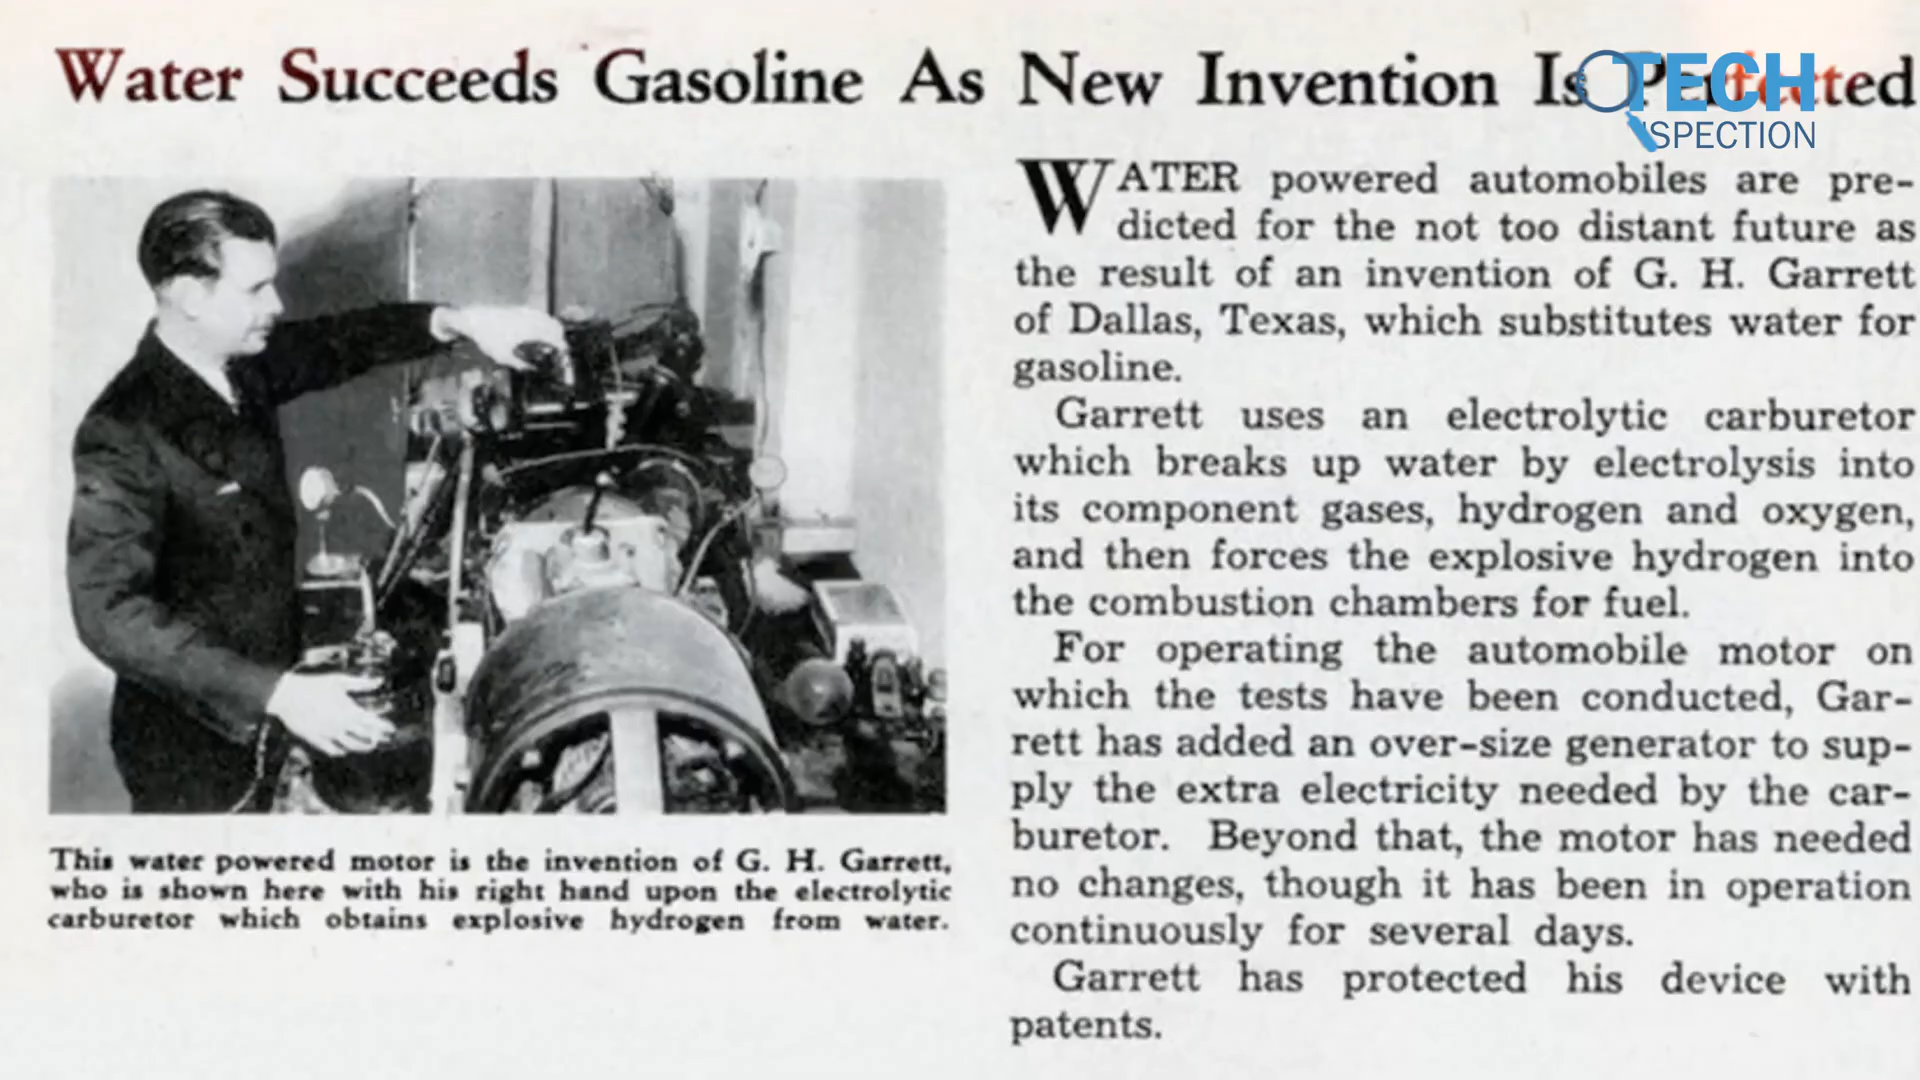 Water Succeeds Gasoline As New Invention Is Perfected
TECH
SPECTION
WATER powered automobiles are pre-
dicted for the not too distant future as
the result of an invention of G. H. Garrett
of Dallas, Texas, which substitutes water for
gasoline.
Garrett uses an electrolytic carburetor
which breaks up water by electrolysis into
its component gases, hydrogen and oxygen,
and then forces the explosive hydrogen into
the combustion chambers for fuel.
For operating the automobile motor on
which the tests have been conducted, Gar-
rett has added an over-size generator to sup-
ply the extra electricity needed by the car-
buretor. Beyond that, the motor has needed
no changes, though it has been in operation
continuously for several days.
Garrett has protected his device with
patents.
This water powered motor is the invention of G. H. Garrett,
who is shown here with his right hand upon the electrolytic
carburetor which obtains explosive hydrogen from water.